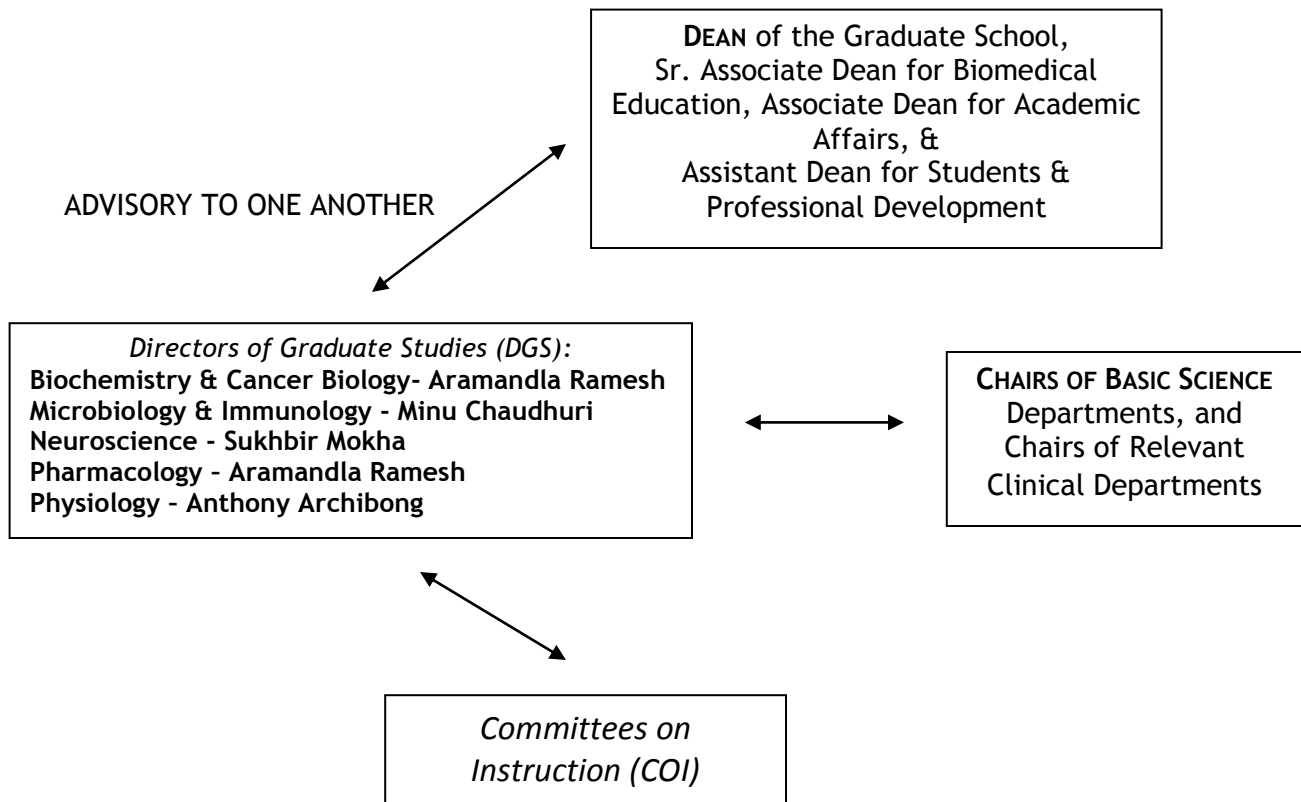 DEAN of the Graduate School,
Sr. Associate Dean for Biomedical
Education, Associate Dean for Academic
Affairs, &
Assistant Dean for Students &
Professional Development
ADVISORY TO ONE ANOTHER
Directors of Graduate Studies (DGS):
Biochemistry & Cancer Biology- Aramandla Ramesh
Microbiology & Immunology - Minu Chaudhuri
Neuroscience - Sukhbir Mokha
Pharmacology – Aramandla Ramesh
Physiology – Anthony Archibong
CHAIRS OF BASIC SCIENCE
Departments, and
Chairs of Relevant
Clinical Departments
Committees on
Instruction (COI)